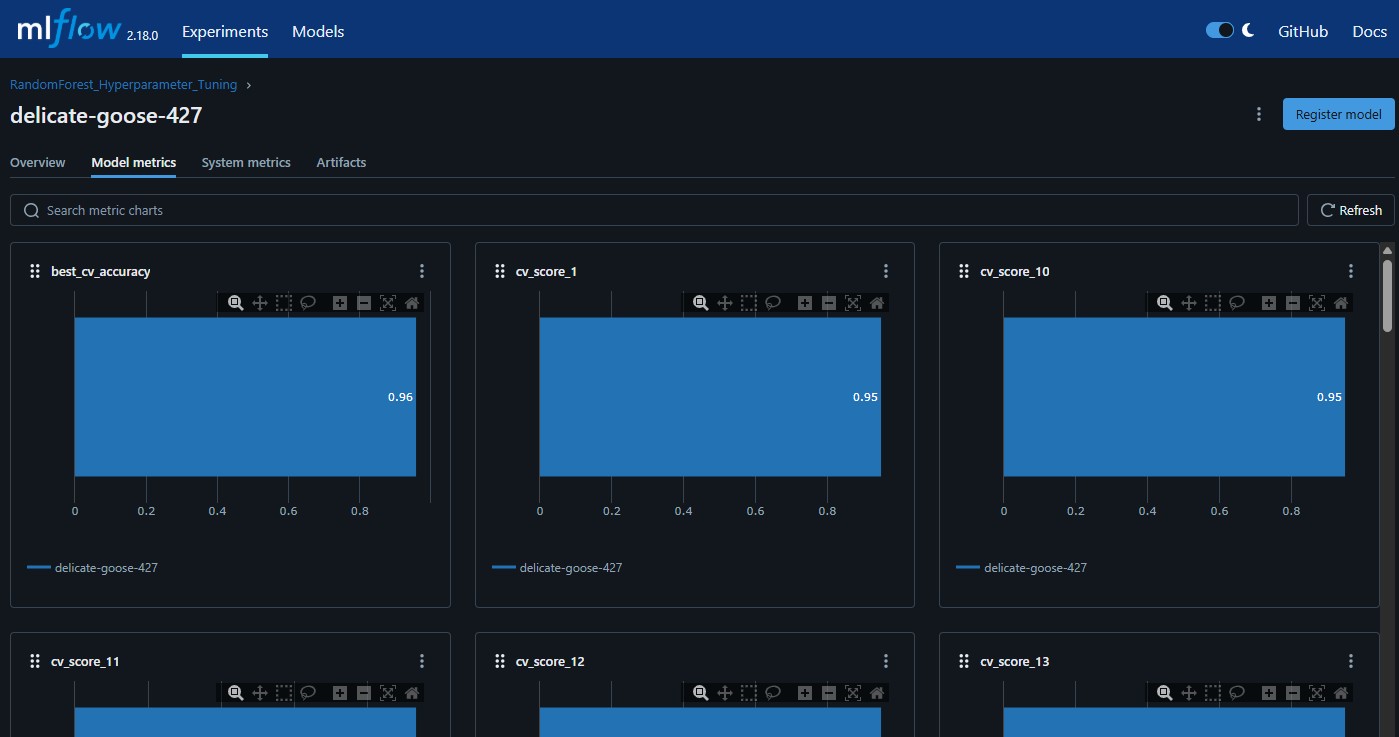 mlflow 2.18.0 Experiments Models GitHub Docs
RandomForest_Hyperparameter_Tuning ›
delicate-goose-427
Register model
Overview Model metrics System metrics Artifacts
Search metric charts Refresh
best_cv_accuracy cv_score_1 cv_score_10
0.96 0.95 0.95
0 0.2 0.4 0.6 0.8 0 0.2 0.4 0.6 0.8 0 0.2 0.4 0.6 0.8
delicate-goose-427 delicate-goose-427 delicate-goose-427
cv_score_11 cv_score_12 cv_score_13